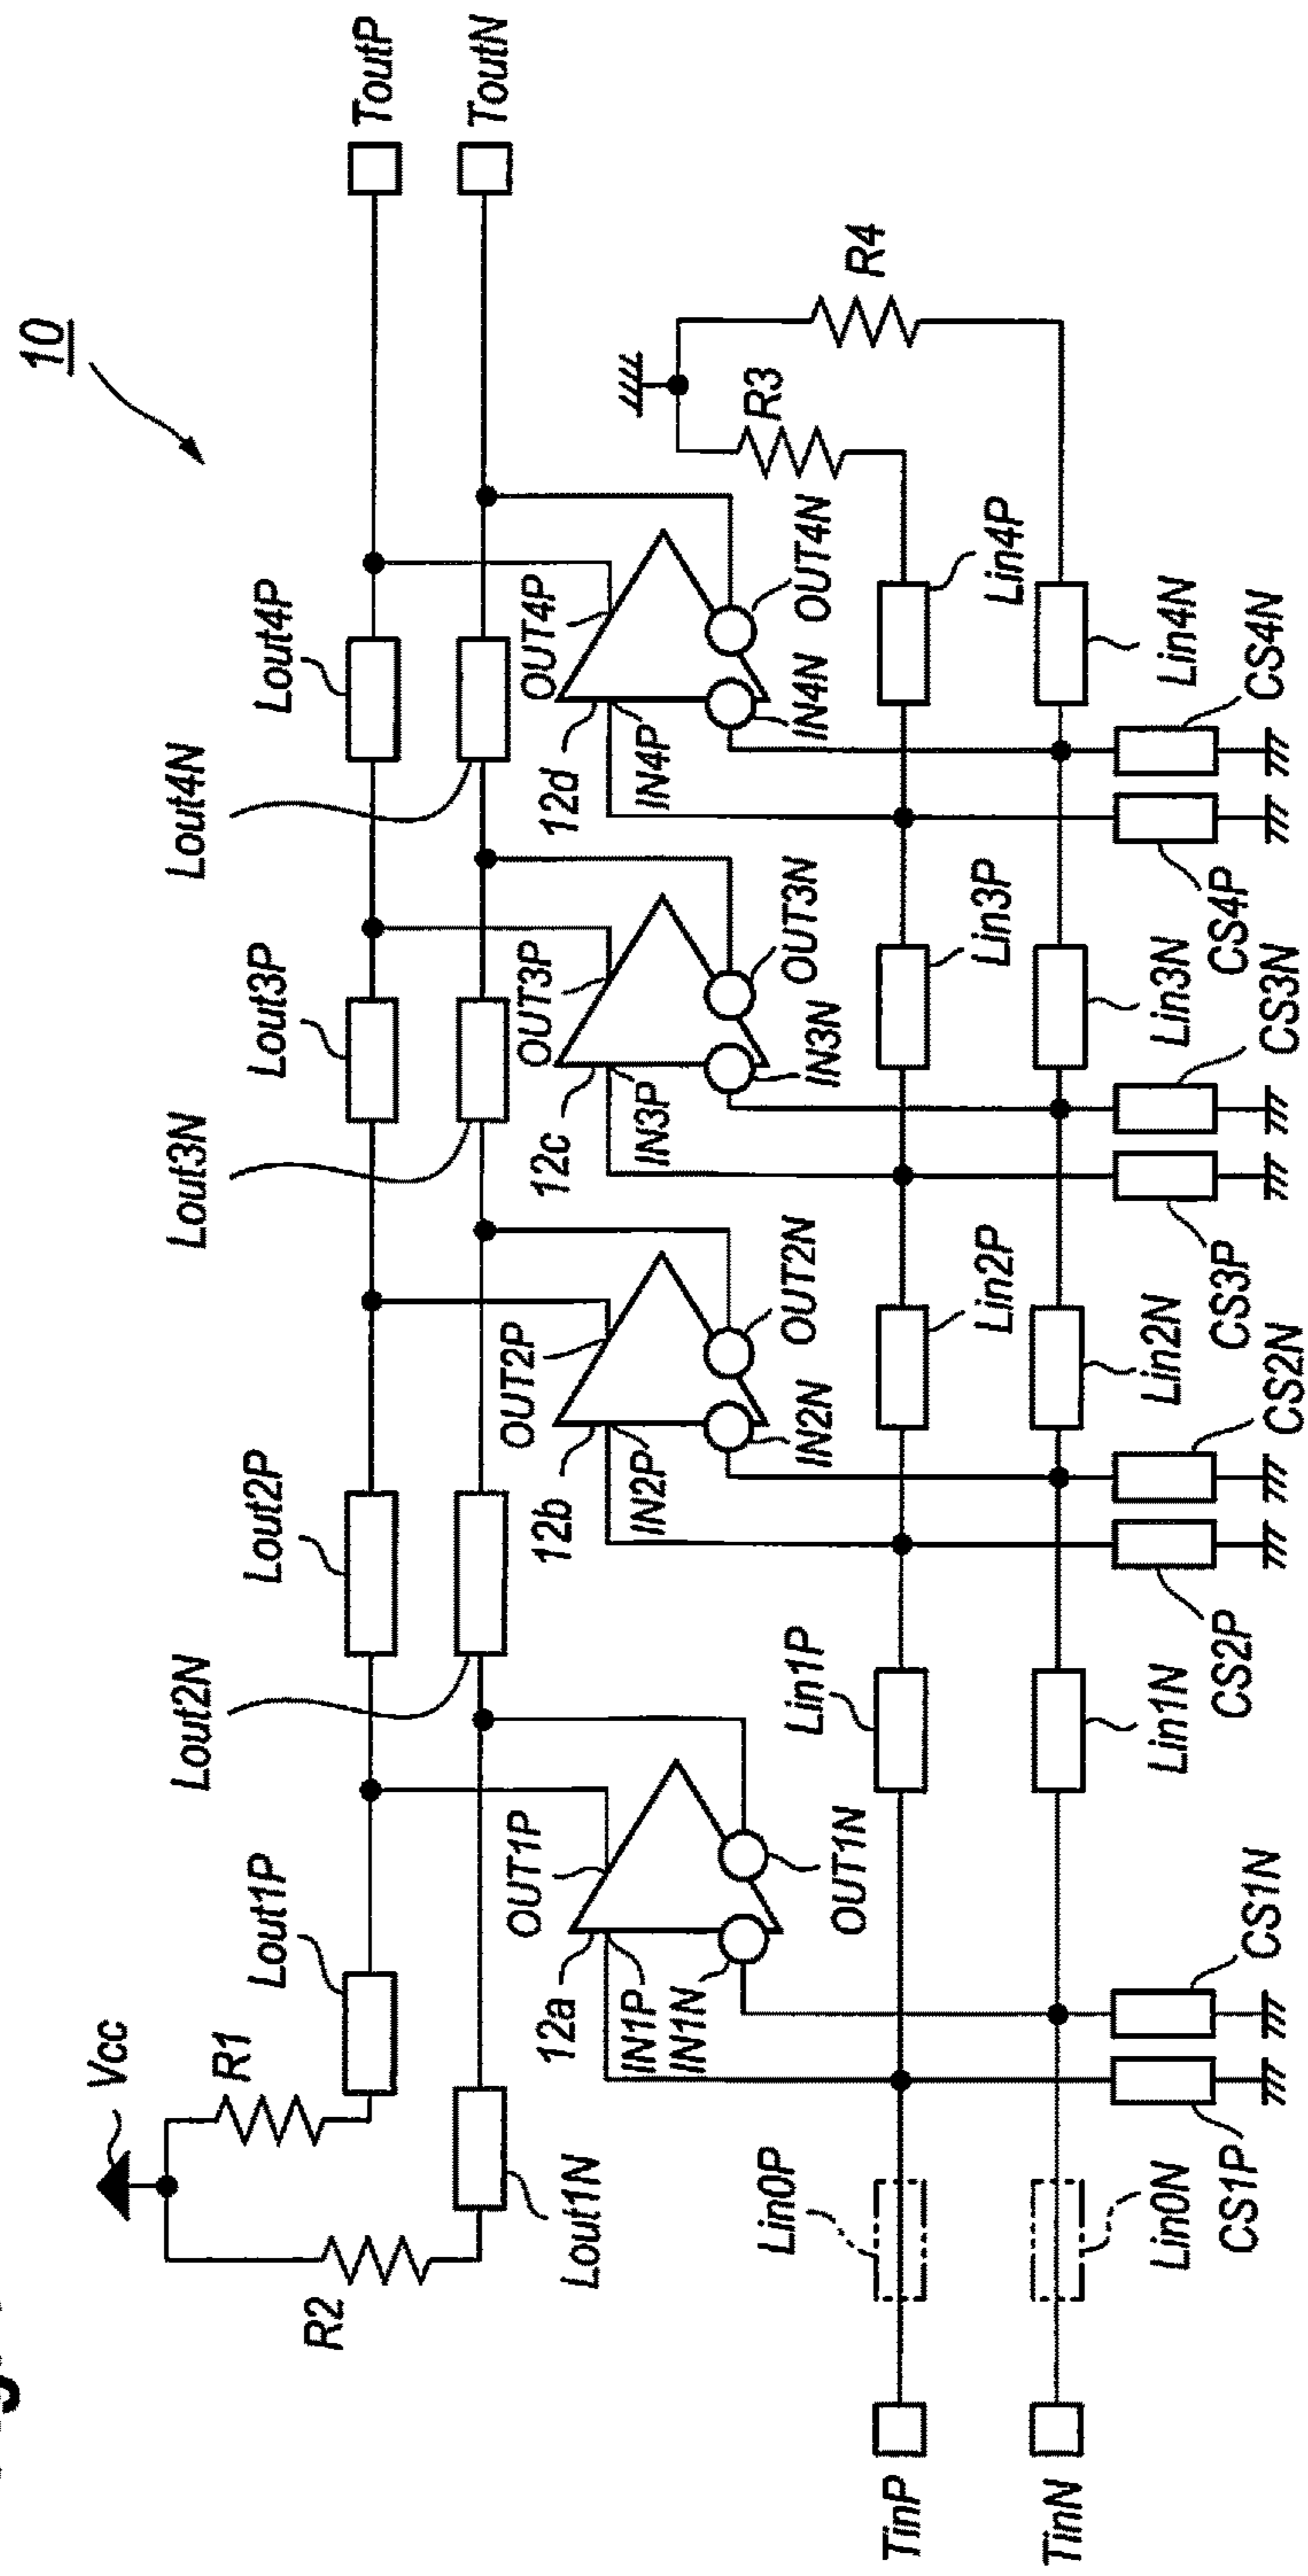 10
Vcc
R1
R2
Lout1P
Lout1N
Lout2P
Lout2N
Lout3P
Lout3N
Lout4P
Lout4N
ToutP
ToutN
12a
IN1P
IN1N
OUT1P
OUT1N
12b
IN2P
IN2N
OUT2P
OUT2N
12c
IN3P
IN3N
OUT3P
OUT3N
12d
IN4P
IN4N
OUT4P
OUT4N
R3
R4
TinP
TinN
Lin0P
Lin0N
Lin1P
Lin1N
Lin2P
Lin2N
Lin3P
Lin3N
Lin4P
Lin4N
CS1P
CS1N
CS2P
CS2N
CS3P
CS3N
CS4P
CS4N